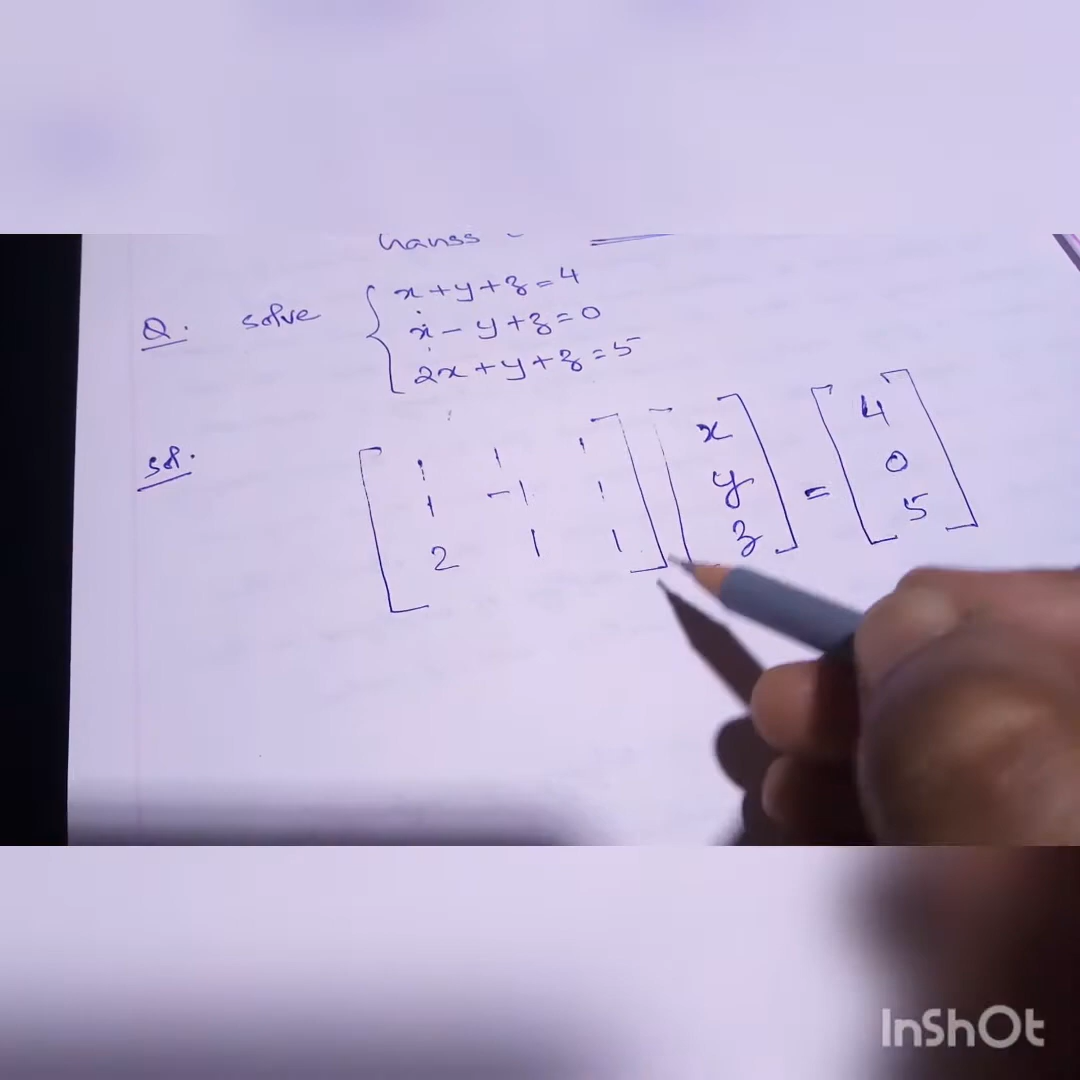 Q. Solve
x + y + z = 4
x - y + z = 0
2x + y + z = 5
Sol.
[ 1 1 1 ] [ x ] = [ 4 ]
[ 1 -1 1 ] [ y ] [ 0 ]
[ 2 1 1 ] [ z ] [ 5 ]
InShOt